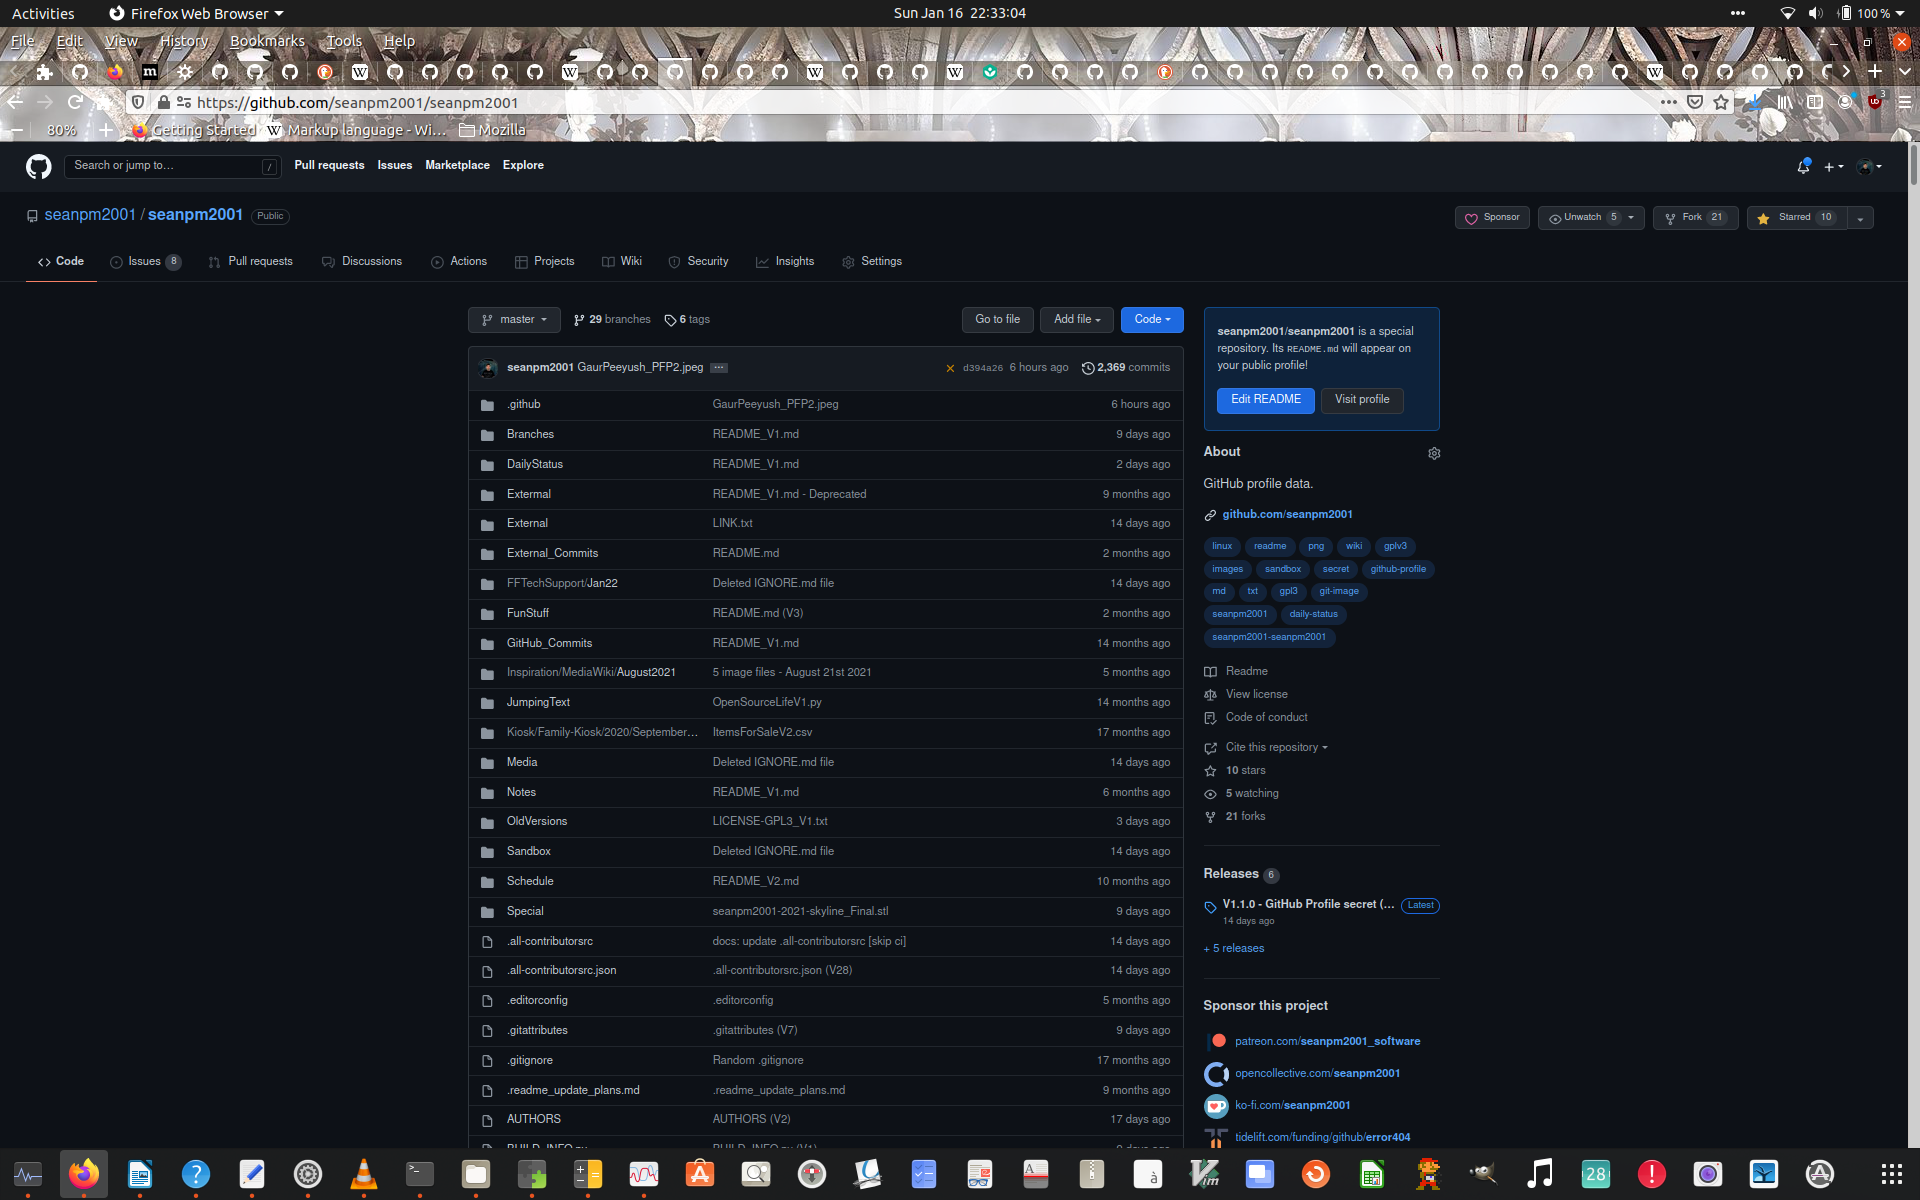 Activities Firefox Web Browser Sun Jan 16 22:33:04 100 %
File Edit View History Bookmarks Tools Help
https://github.com/seanpm2001/seanpm2001 3
80% Getting Started Markup language - Wi… Mozilla
Search or jump to… / Pull requests Issues Marketplace Explore
seanpm2001 / seanpm2001 Public Sponsor Unwatch 5 Fork 21 Starred 10
Code Issues 8 Pull requests Discussions Actions Projects Wiki Security Insights Settings
master 29 branches 6 tags Go to file Add file Code
seanpm2001 GaurPeeyush_PFP2.jpeg ··· d394a26 6 hours ago 2,369 commits
.github GaurPeeyush_PFP2.jpeg 6 hours ago
Branches README_V1.md 9 days ago
DailyStatus README_V1.md 2 days ago
Extermal README_V1.md - Deprecated 9 months ago
External LINK.txt 14 days ago
External_Commits README.md 2 months ago
FFTechSupport/Jan22 Deleted IGNORE.md file 14 days ago
FunStuff README.md (V3) 2 months ago
GitHub_Commits README_V1.md 14 months ago
Inspiration/MediaWiki/August2021 5 image files - August 21st 2021 5 months ago
JumpingText OpenSourceLifeV1.py 14 months ago
Kiosk/Family-Kiosk/2020/September… ItemsForSaleV2.csv 17 months ago
Media Deleted IGNORE.md file 14 days ago
Notes README_V1.md 6 months ago
OldVersions LICENSE-GPL3_V1.txt 3 days ago
Sandbox Deleted IGNORE.md file 14 days ago
Schedule README_V2.md 10 months ago
Special seanpm2001-2021-skyline_Final.stl 9 days ago
.all-contributorsrc docs: update .all-contributorsrc [skip ci] 14 days ago
.all-contributorsrc.json .all-contributorsrc.json (V28) 14 days ago
.editorconfig .editorconfig 5 months ago
.gitattributes .gitattributes (V7) 9 days ago
.gitignore Random .gitignore 17 months ago
.readme_update_plans.md .readme_update_plans.md 9 months ago
AUTHORS AUTHORS (V2) 17 days ago
seanpm2001/seanpm2001 is a special
repository. Its README.md will appear on
your public profile!
Edit README Visit profile
About
GitHub profile data.
github.com/seanpm2001
linux readme png wiki gplv3
images sandbox secret github-profile
md txt gpl3 git-image
seanpm2001 daily-status
seanpm2001-seanpm2001
Readme
View license
Code of conduct
Cite this repository
10 stars
5 watching
21 forks
Releases 6
V1.1.0 - GitHub Profile secret (… Latest
14 days ago
+ 5 releases
Sponsor this project
patreon.com/seanpm2001_software
opencollective.com/seanpm2001
ko-fi.com/seanpm2001
tidelift.com/funding/github/error404
28